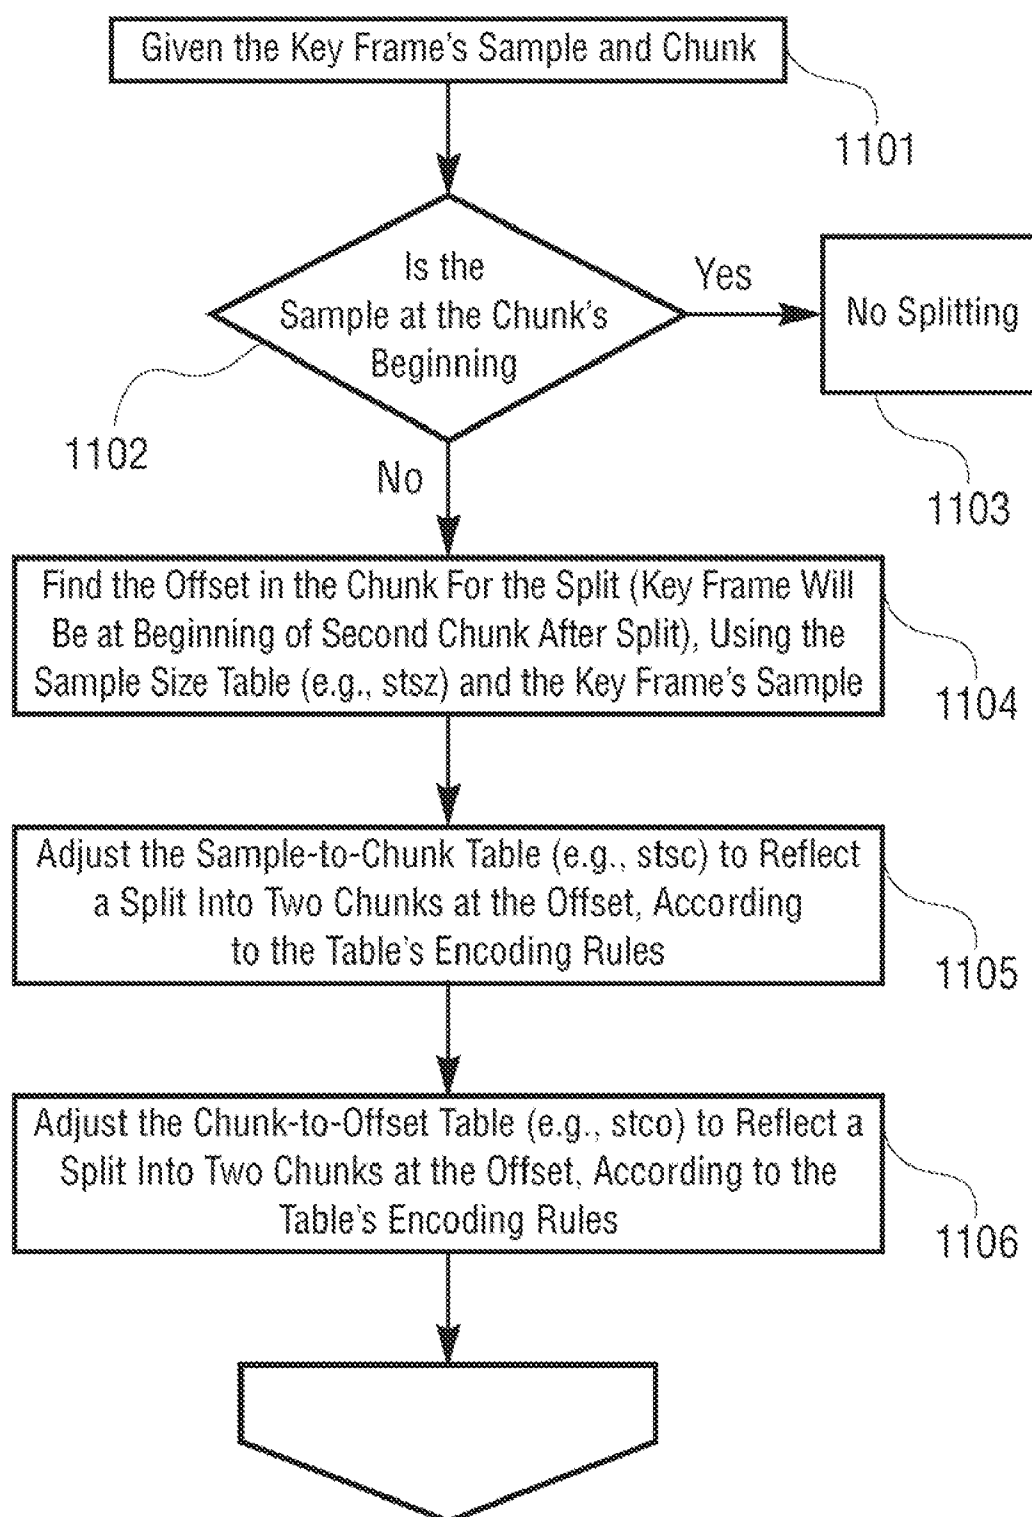 Given the Key Frame's Sample and Chunk
1101
Is the
Sample at the Chunk's
Beginning
Yes
No Splitting
1102
No
1103
Find the Offset in the Chunk For the Split (Key Frame Will
Be at Beginning of Second Chunk After Split), Using the
Sample Size Table (e.g., stsz) and the Key Frame's Sample
1104
Adjust the Sample-to-Chunk Table (e.g., stsc) to Reflect
a Split Into Two Chunks at the Offset, According
to the Table's Encoding Rules
1105
Adjust the Chunk-to-Offset Table (e.g., stco) to Reflect a
Split Into Two Chunks at the Offset, According to the
Table's Encoding Rules
1106